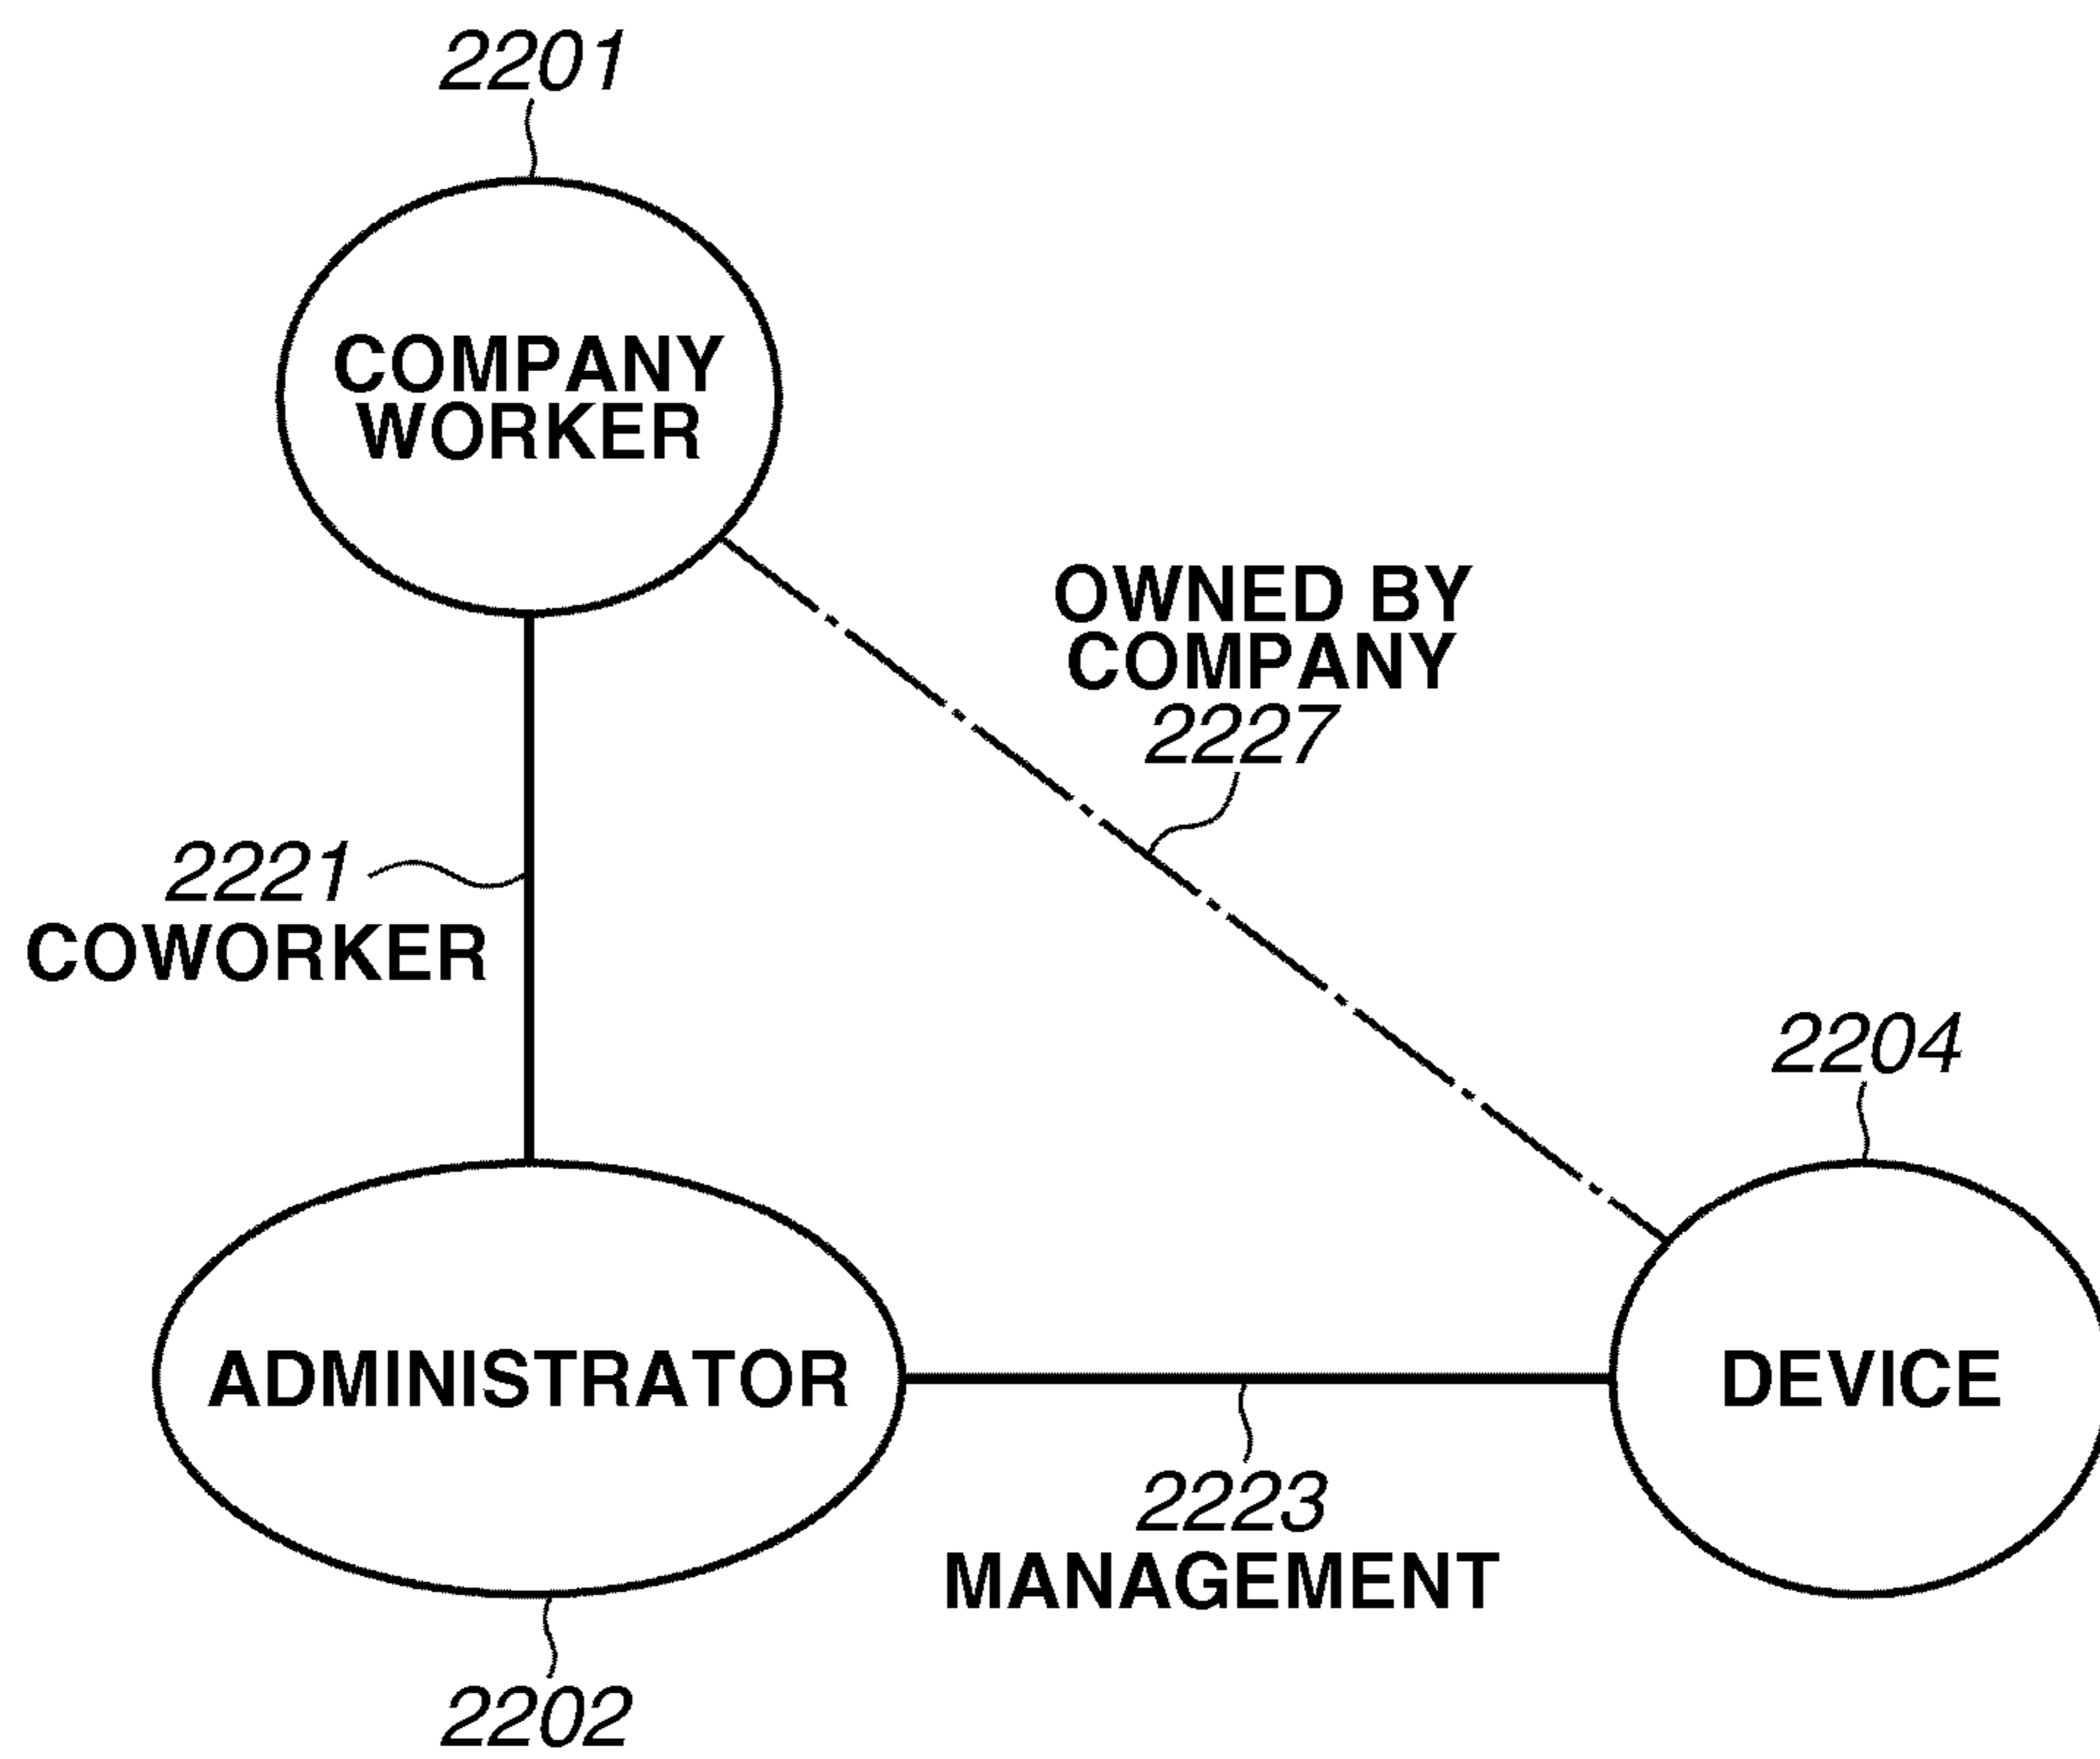 2201
COMPANY
WORKER
OWNED BY
COMPANY
2227
2221
COWORKER
2204
ADMINISTRATOR
DEVICE
2223
MANAGEMENT
2202